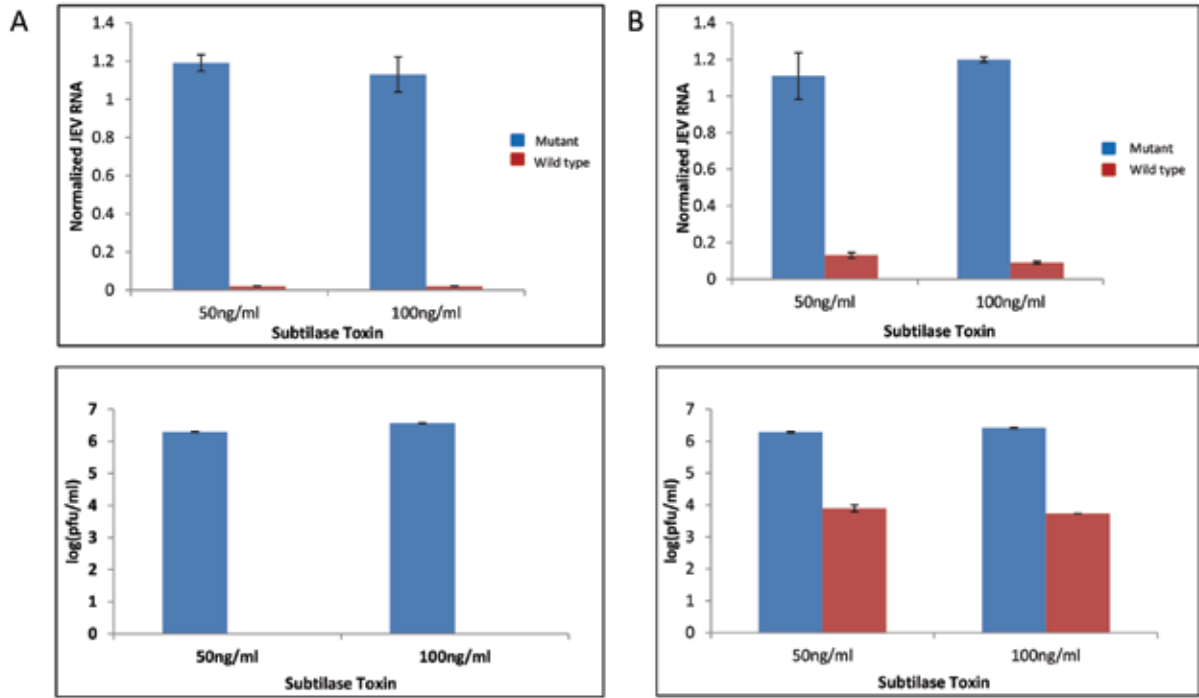 A
1.4
1.2
1
0.8
0.6
0.4
0.2
0
Normalized JEV RNA
50ng/ml 100ng/ml
Subtilase Toxin
Mutant
Wild type
B
1.4
1.2
1
0.8
0.6
0.4
0.2
0
Normalized JEV RNA
50ng/ml 100ng/ml
Subtilase Toxin
Mutant
Wild type
7
6
5
4
3
2
1
0
log(pfu/ml)
50ng/ml 100ng/ml
Subtilase Toxin
7
6
5
4
3
2
1
0
log(pfu/ml)
50ng/ml 100ng/ml
Subtilase Toxin